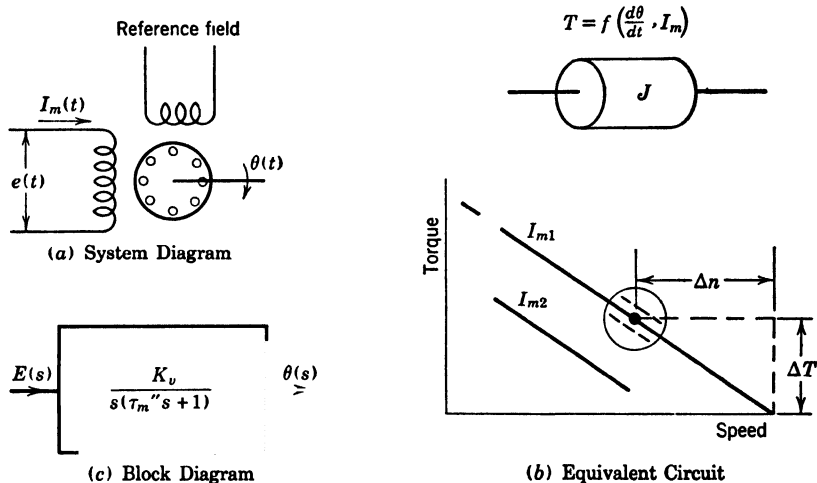 Reference field
I_m(t)
e(t)
θ(t)
(a) System Diagram
E(s)
K_v
s(τ_m''s + 1)
θ(s)
(c) Block Diagram
T = f(dθ/dt, I_m)
J
Torque
I_m1
I_m2
Δn
ΔT
Speed
(b) Equivalent Circuit